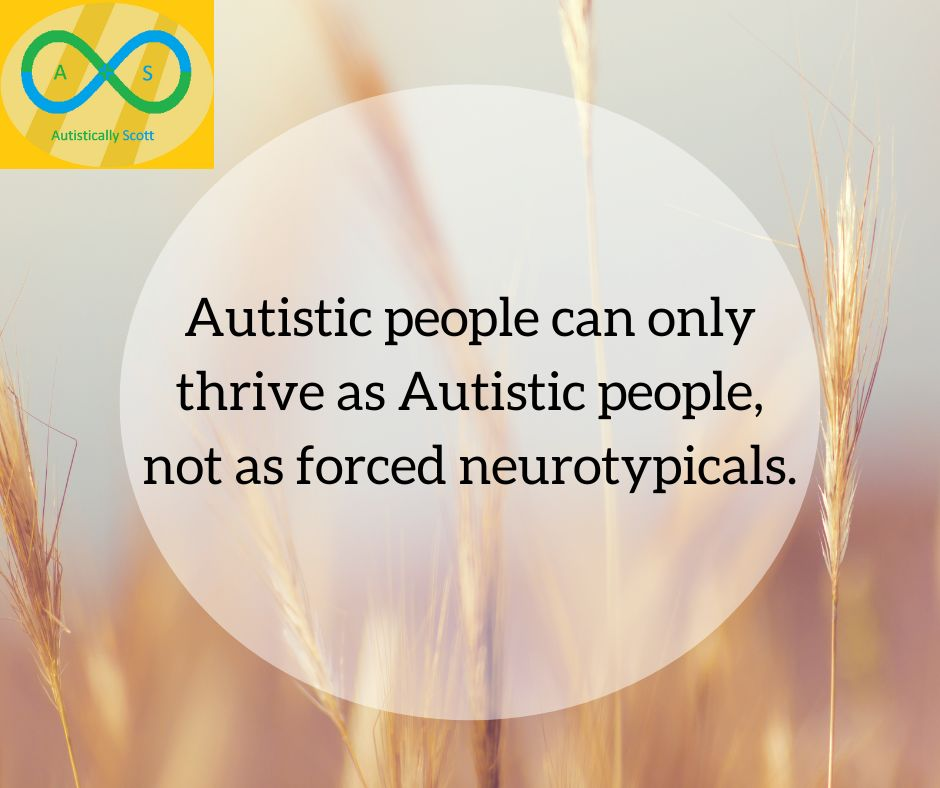 A S
Autistically Scott
Autistic people can only
thrive as Autistic people,
not as forced neurotypicals.